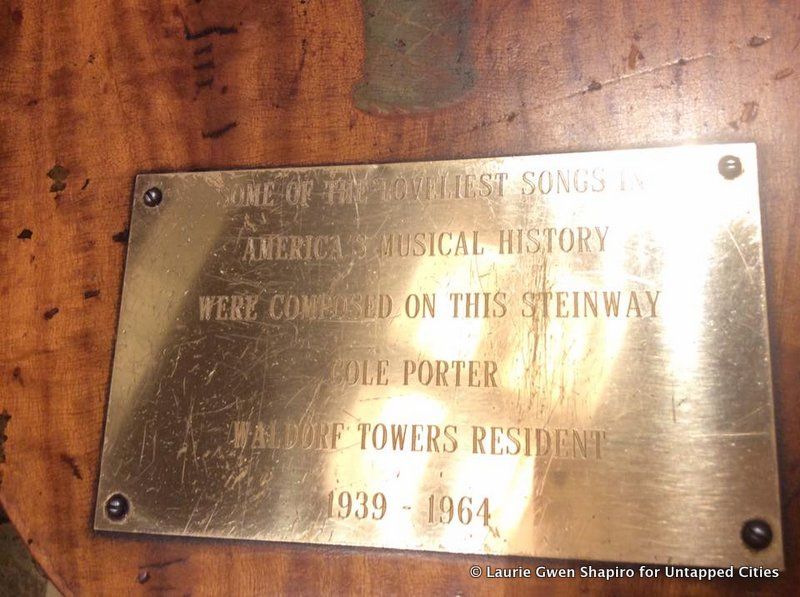 SOME OF THE LOVELIEST SONGS IN
AMERICA'S MUSICAL HISTORY
WERE COMPOSED ON THIS STEINWAY
COLE PORTER
WALDORF TOWERS RESIDENT
1939 - 1964
© Laurie Gwen Shapiro for Untapped Cities